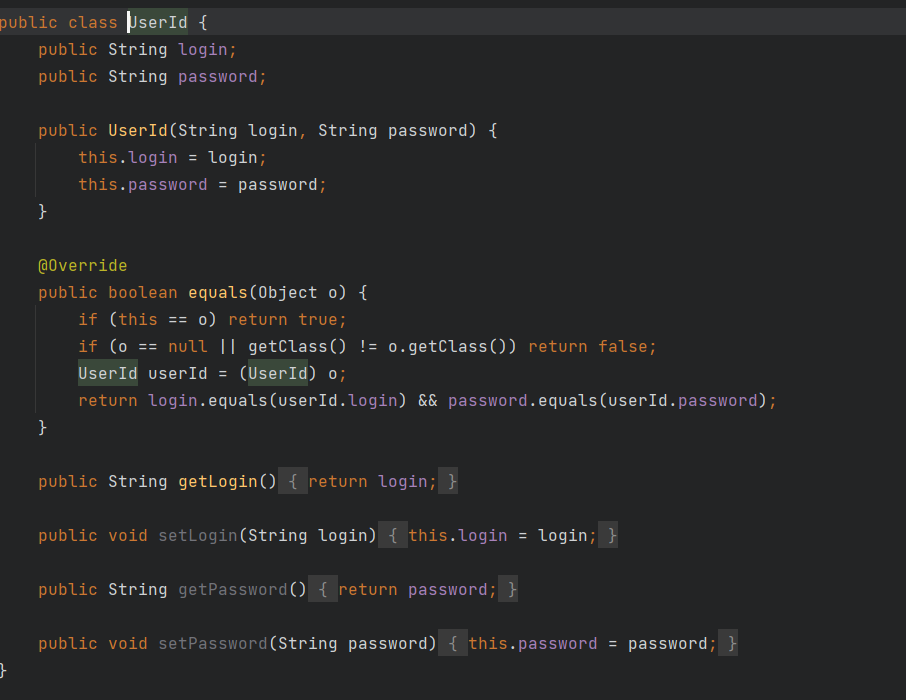 public class UserId {
public String login;
public String password;
public UserId(String login, String password) {
this.login = login;
this.password = password;
}
@Override
public boolean equals(Object o) {
if (this == o) return true;
if (o == null || getClass() != o.getClass()) return false;
UserId userId = (UserId) o;
return login.equals(userId.login) && password.equals(userId.password);
}
public String getLogin() { return login; }
public void setLogin(String login) { this.login = login; }
public String getPassword() { return password; }
public void setPassword(String password) { this.password = password; }
}